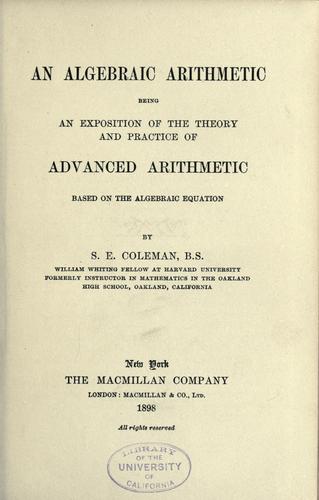 AN ALGEBRAIC ARITHMETIC
BEING
AN EXPOSITION OF THE THEORY
AND PRACTICE OF
ADVANCED ARITHMETIC
BASED ON THE ALGEBRAIC EQUATION
BY
S. E. COLEMAN, B.S.
WILLIAM WHITING FELLOW AT HARVARD UNIVERSITY
FORMERLY INSTRUCTOR IN MATHEMATICS IN THE OAKLAND
HIGH SCHOOL, OAKLAND, CALIFORNIA
New York
THE MACMILLAN COMPANY
LONDON: MACMILLAN & CO., LTD.
1898
All rights reserved
LIBRARY
OF THE
UNIVERSITY
OF
CALIFORNIA